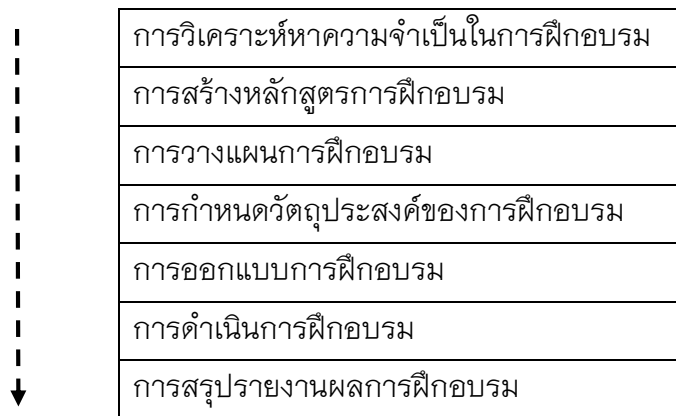 การวิเคราะห์หาความจำเป็นในการฝึกอบรม
การสร้างหลักสูตรการฝึกอบรม
การวางแผนการฝึกอบรม
การกำหนดวัตถุประสงค์ของการฝึกอบรม
การออกแบบการฝึกอบรม
การดำเนินการฝึกอบรม
การสรุปรายงานผลการฝึกอบรม